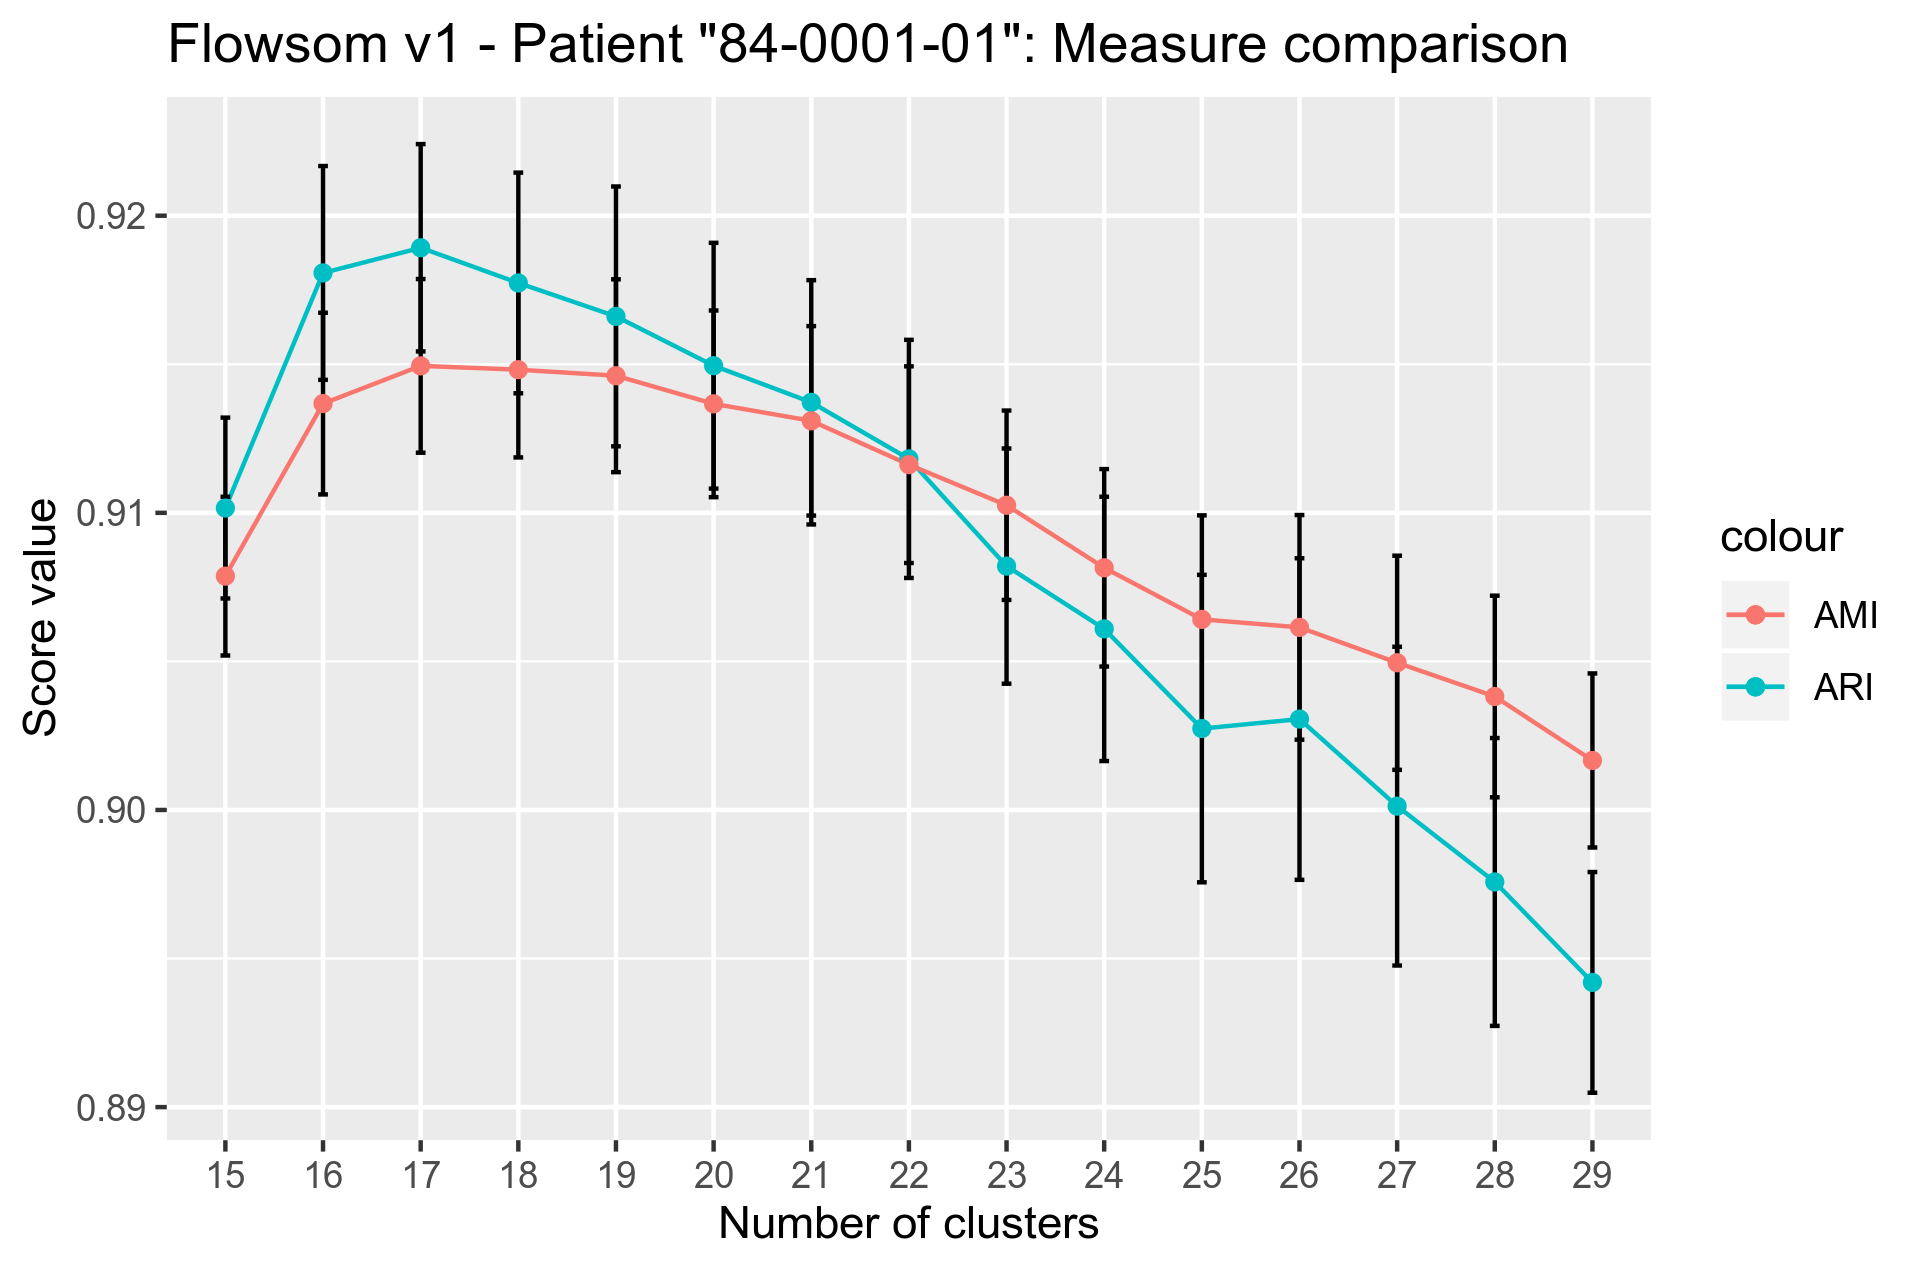 Flowsom v1 - Patient "84-0001-01": Measure comparison
Score value
0.92
0.91
0.90
0.89
15 16 17 18 19 20 21 22 23 24 25 26 27 28 29
Number of clusters
colour
AMI
ARI